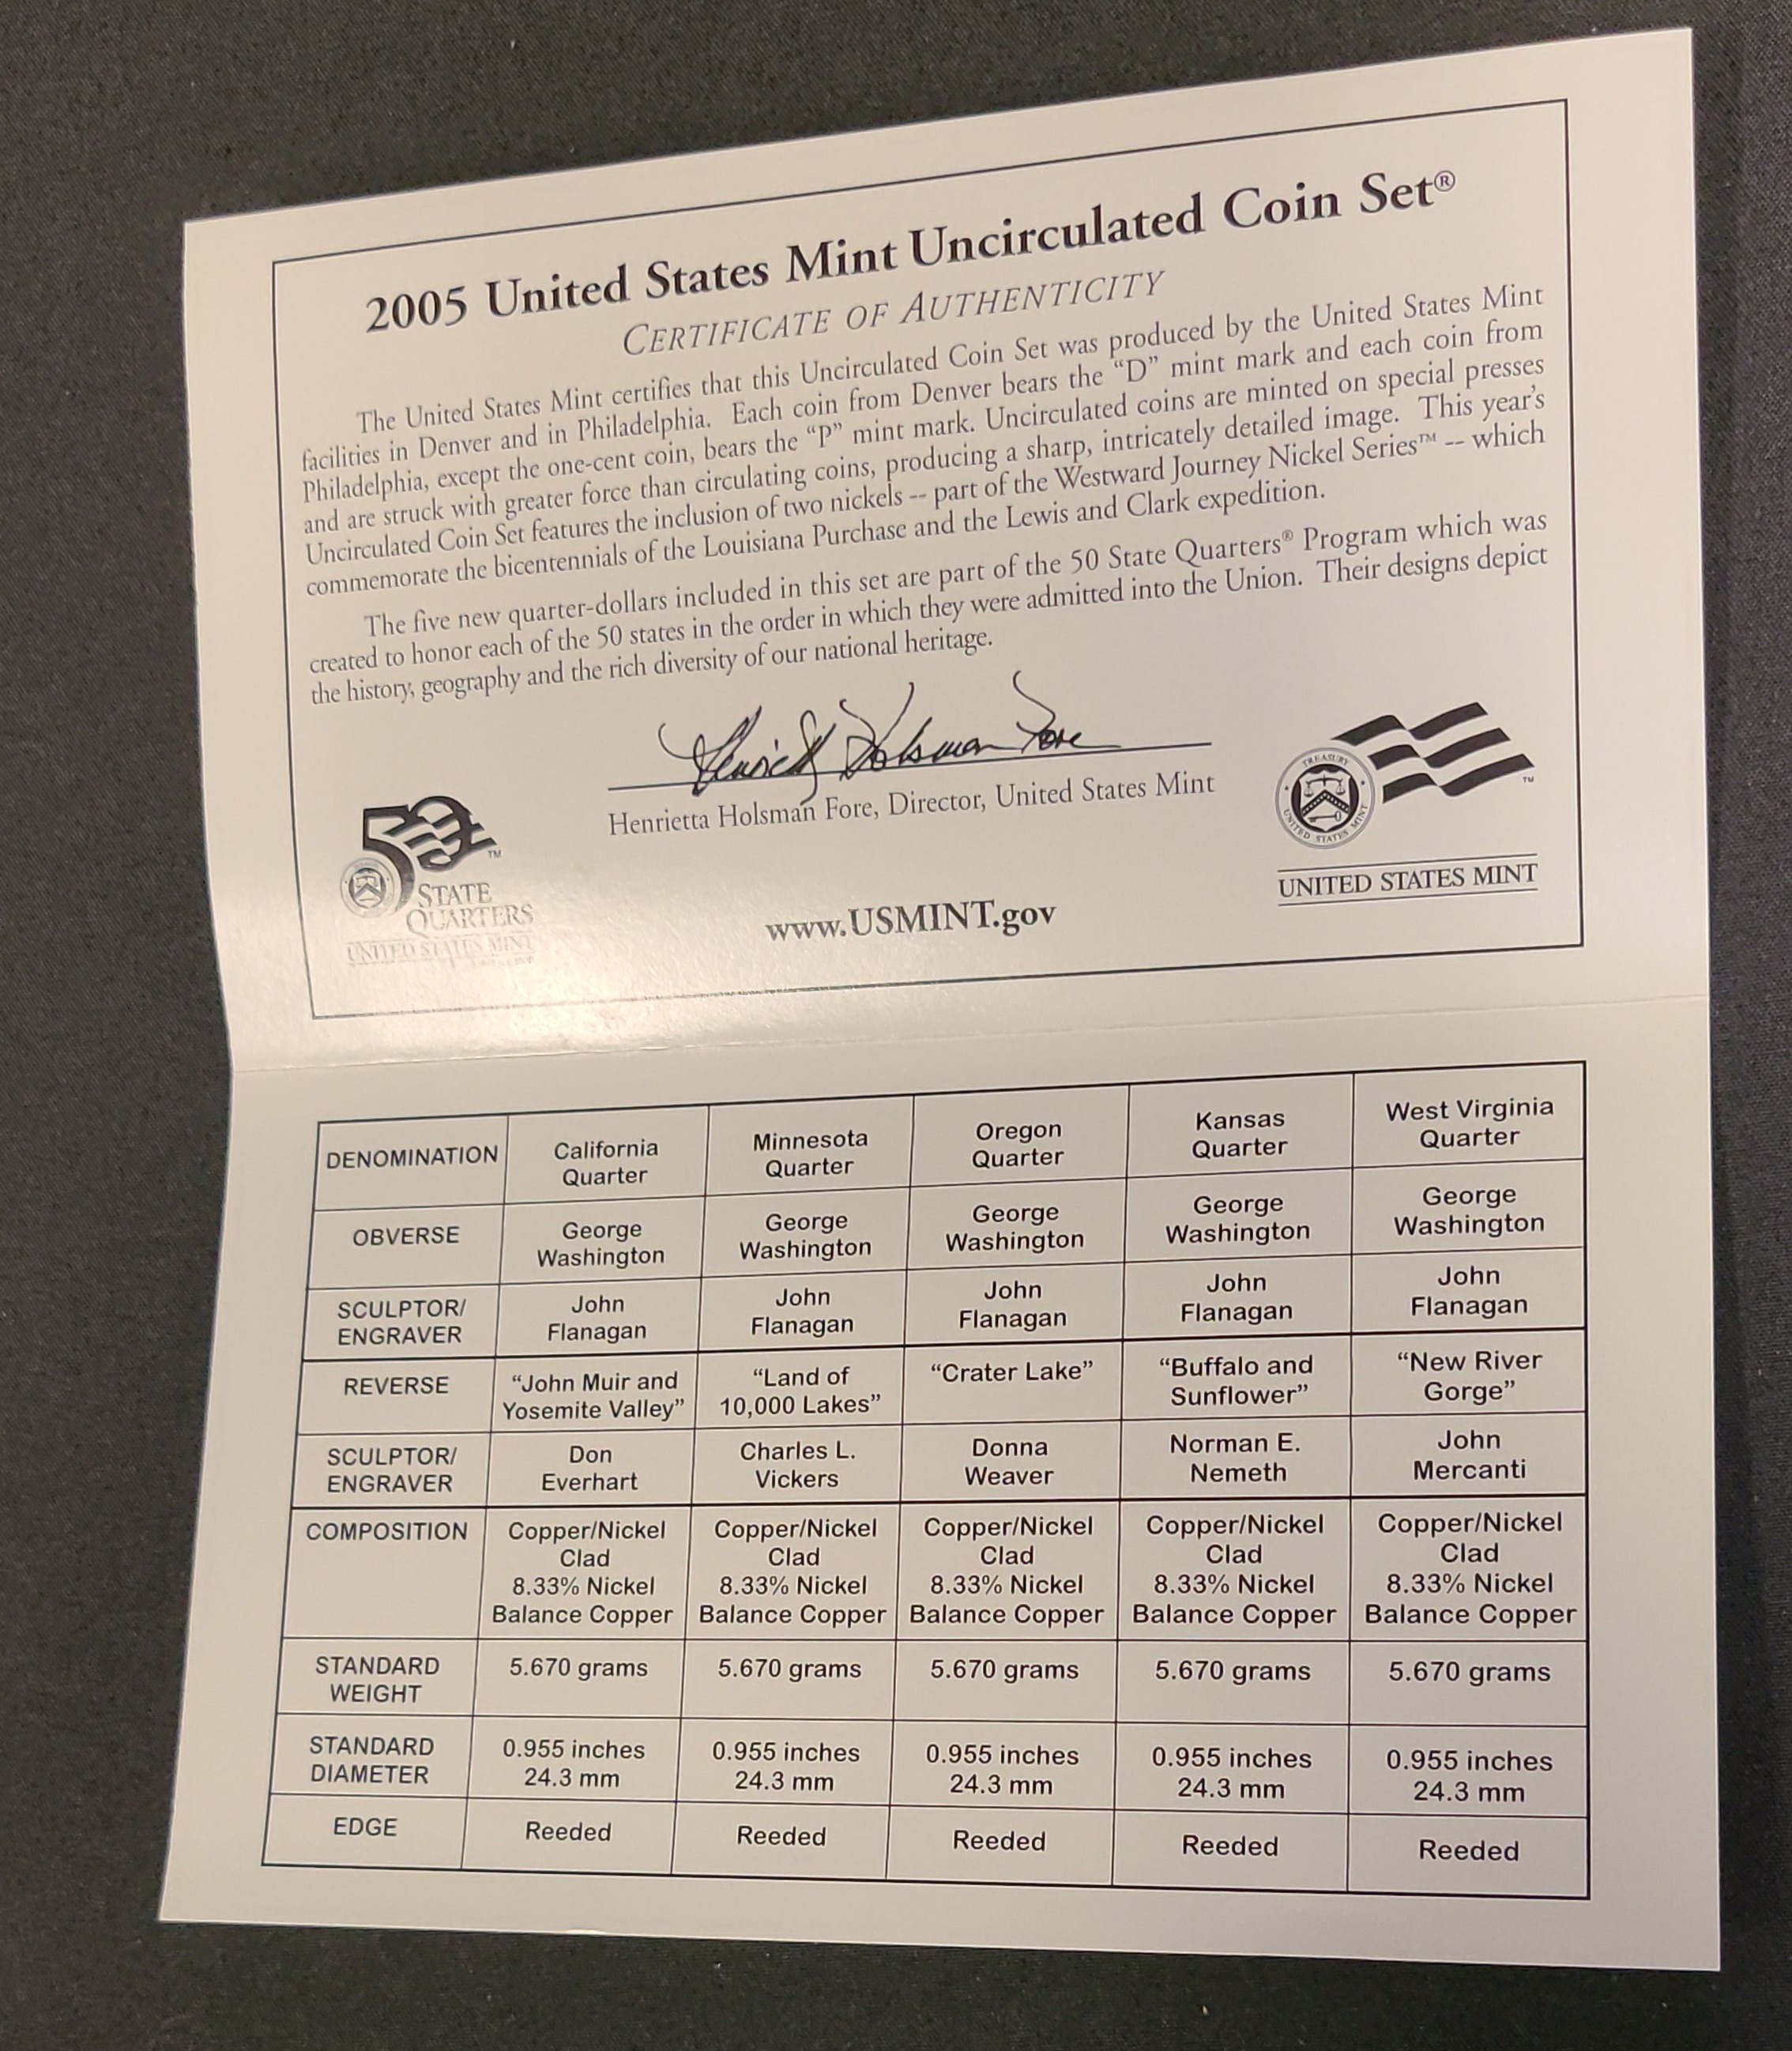 2005 United States Mint Uncirculated Coin Set®
CERTIFICATE OF AUTHENTICITY
The United States Mint certifies that this Uncirculated Coin Set was produced by the United States Mint
facilities in Denver and in Philadelphia. Each coin from Denver bears the “D” mint mark and each coin from
Philadelphia, except the one-cent coin, bears the “P” mint mark. Uncirculated coins are minted on special presses
and are struck with greater force than circulating coins, producing a sharp, intricately detailed image. This year's
Uncirculated Coin Set features the inclusion of two nickels -- part of the Westward Journey Nickel Series™ -- which
commemorate the bicentennials of the Louisiana Purchase and the Lewis and Clark expedition.
The five new quarter-dollars included in this set are part of the 50 State Quarters® Program which was
created to honor each of the 50 states in the order in which they were admitted into the Union. Their designs depict
the history, geography and the rich diversity of our national heritage.
Henrietta Holsman Fore
Henrietta Holsman Fore, Director, United States Mint
50 ™
STATE
QUARTERS
UNITED STATES MINT
www.USMINT.gov
TREASURY
UNITED STATES MINT
™
UNITED STATES MINT
DENOMINATION California Quarter Minnesota Quarter Oregon Quarter Kansas Quarter West Virginia Quarter
OBVERSE George Washington George Washington George Washington George Washington George Washington
SCULPTOR/ ENGRAVER John Flanagan John Flanagan John Flanagan John Flanagan John Flanagan
REVERSE “John Muir and Yosemite Valley” “Land of 10,000 Lakes” “Crater Lake” “Buffalo and Sunflower” “New River Gorge”
SCULPTOR/ ENGRAVER Don Everhart Charles L. Vickers Donna Weaver Norman E. Nemeth John Mercanti
COMPOSITION Copper/Nickel Clad 8.33% Nickel Balance Copper Copper/Nickel Clad 8.33% Nickel Balance Copper Copper/Nickel Clad 8.33% Nickel Balance Copper Copper/Nickel Clad 8.33% Nickel Balance Copper Copper/Nickel Clad 8.33% Nickel Balance Copper
STANDARD WEIGHT 5.670 grams 5.670 grams 5.670 grams 5.670 grams 5.670 grams
STANDARD DIAMETER 0.955 inches 24.3 mm 0.955 inches 24.3 mm 0.955 inches 24.3 mm 0.955 inches 24.3 mm 0.955 inches 24.3 mm
EDGE Reeded Reeded Reeded Reeded Reeded